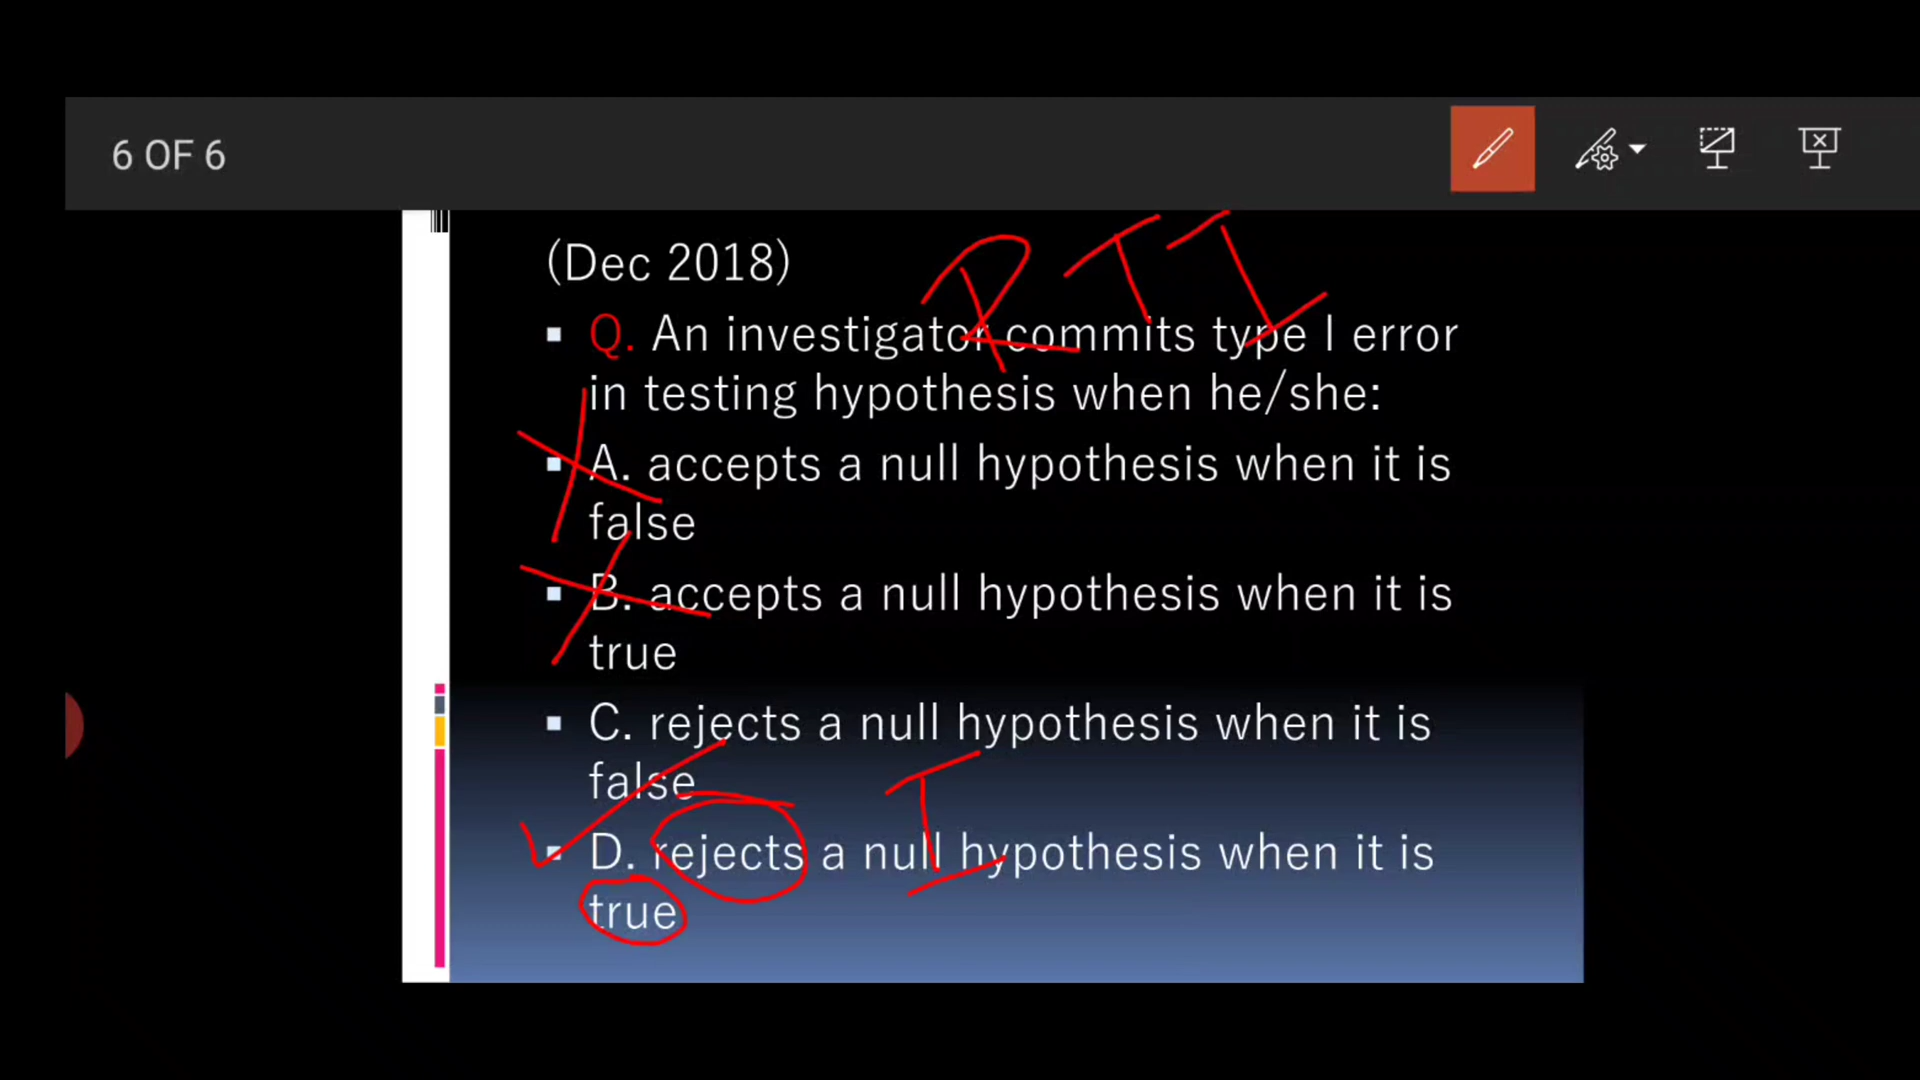 6 OF 6
R T I
(Dec 2018)
Q. An investigator commits type I error
in testing hypothesis when he/she:
A. accepts a null hypothesis when it is
false
B. accepts a null hypothesis when it is
true
C. rejects a null hypothesis when it is
false
I
D. rejects a null hypothesis when it is
true